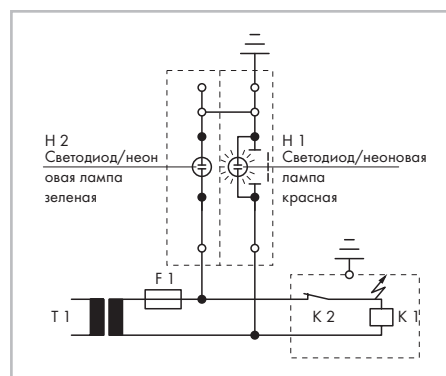 H 2
Светодиод/неон
овая лампа
зеленая
H 1
Светодиод/неоновая
лампа
красная
F 1
T 1
K 2
K 1